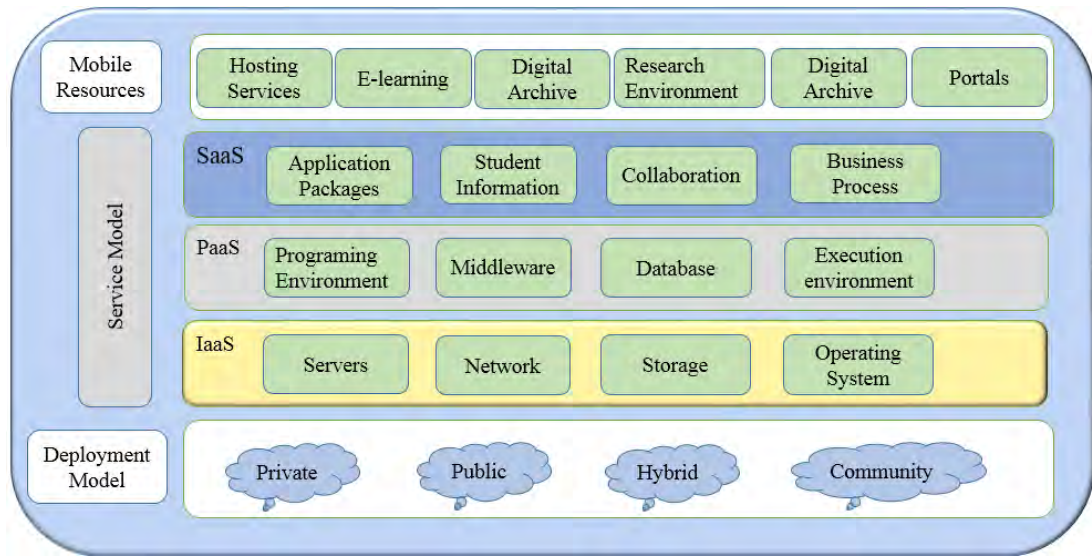 Mobile
Resources
Hosting
Services
E-learning
Digital
Archive
Research
Environment
Digital
Archive
Portals
Service Model
SaaS
Application
Packages
Student
Information
Collaboration
Business
Process
PaaS
Programing
Environment
Middleware
Database
Execution
environment
IaaS
Servers
Network
Storage
Operating
System
Deployment
Model
Private
Public
Hybrid
Community